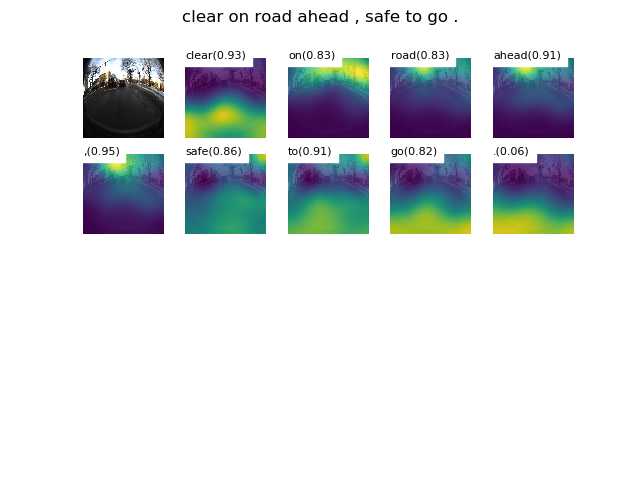 clear on road ahead , safe to go .
clear(0.93) on(0.83) road(0.83) ahead(0.91)
,(0.95) safe(0.86) to(0.91) go(0.82) .(0.06)